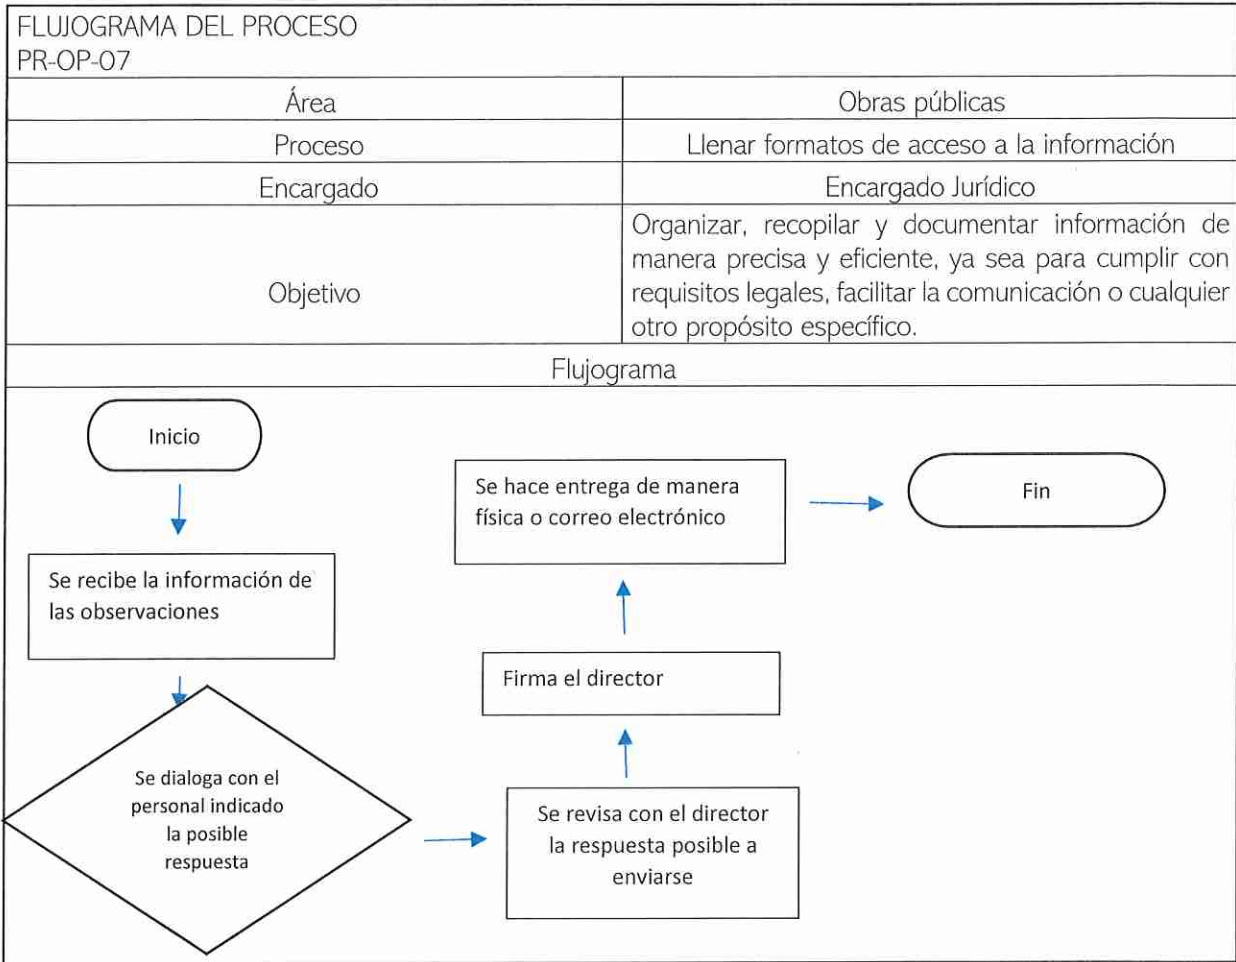 FLUJOGRAMA DEL PROCESO
PR-OP-07
Área
Obras públicas
Proceso
Llenar formatos de acceso a la información
Encargado
Encargado Jurídico
Objetivo
Organizar, recopilar y documentar información de
manera precisa y eficiente, ya sea para cumplir con
requisitos legales, facilitar la comunicación o cualquier
otro propósito específico.
Flujograma
Inicio
Se recibe la información de
las observaciones
Se dialoga con el
personal indicado
la posible
respuesta
Se revisa con el director
la respuesta posible a
enviarse
Firma el director
Se hace entrega de manera
física o correo electrónico
Fin